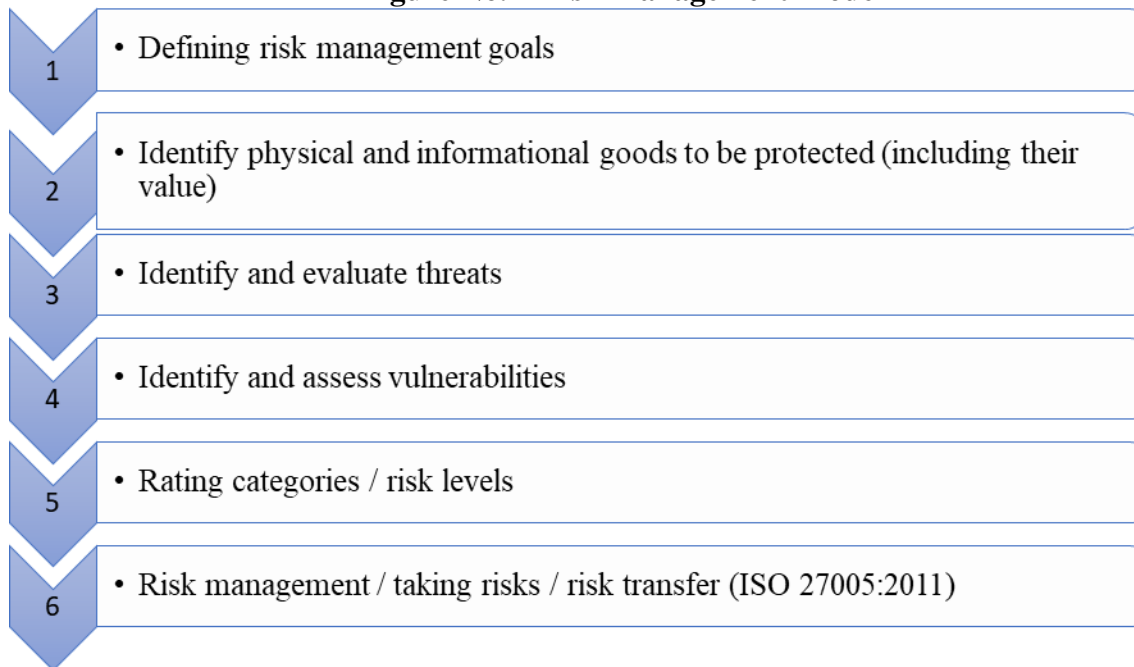 1
• Defining risk management goals
2
• Identify physical and informational goods to be protected (including their
value)
3
• Identify and evaluate threats
4
• Identify and assess vulnerabilities
5
• Rating categories / risk levels
6
• Risk management / taking risks / risk transfer (ISO 27005:2011)